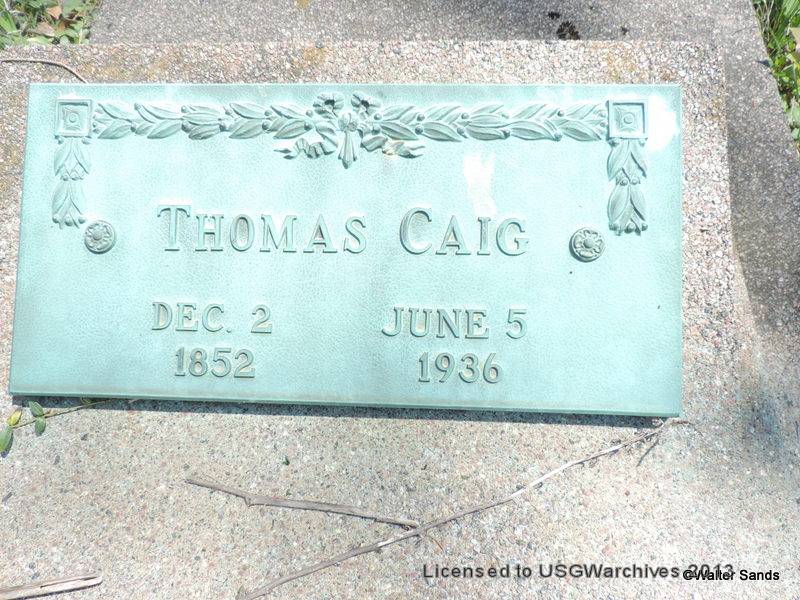 THOMAS CAIG
DEC. 2 JUNE 5
1852 1936
Licensed to USGWarchives 2013
©Walter Sands